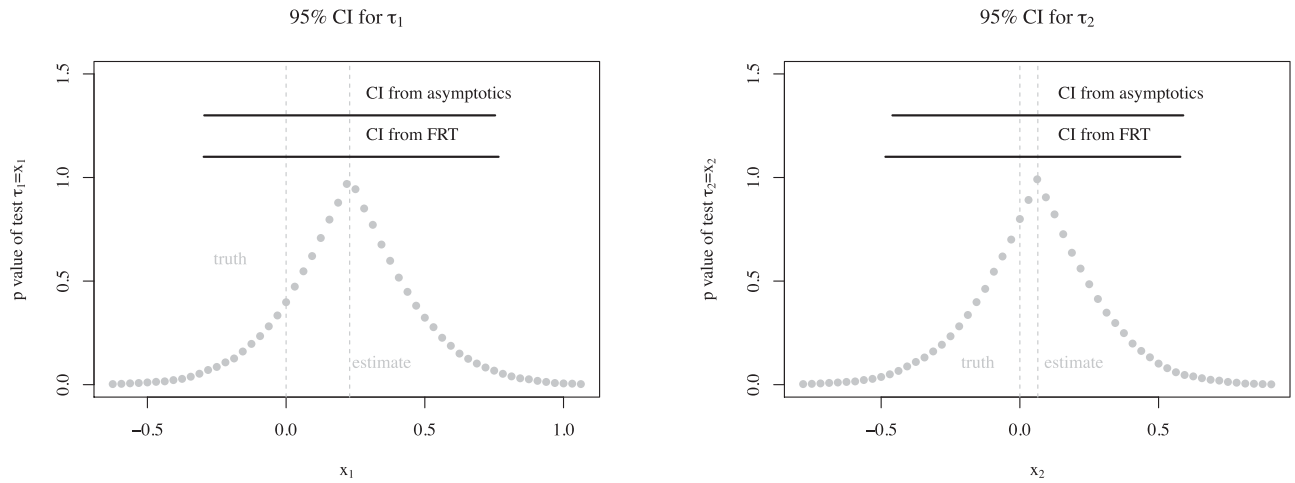 95% CI for τ₁
1.5
1.0
0.5
0.0
p value of test τ₁=x₁
CI from asymptotics
CI from FRT
truth
estimate
−0.5
0.0
0.5
1.0
x₁
95% CI for τ₂
1.5
1.0
0.5
0.0
p value of test τ₂=x₂
CI from asymptotics
CI from FRT
truth
estimate
−0.5
0.0
0.5
x₂